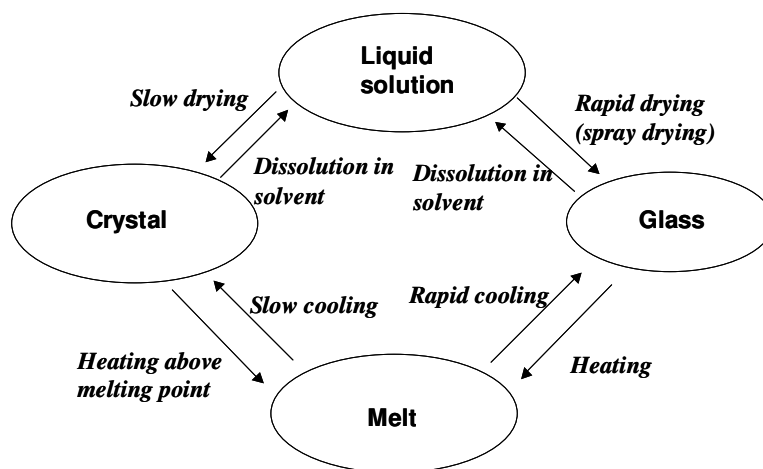 Liquid
solution
Slow drying
Rapid drying
(spray drying)
Dissolution in
solvent
Dissolution in
solvent
Crystal
Glass
Slow cooling
Rapid cooling
Heating above
melting point
Heating
Melt